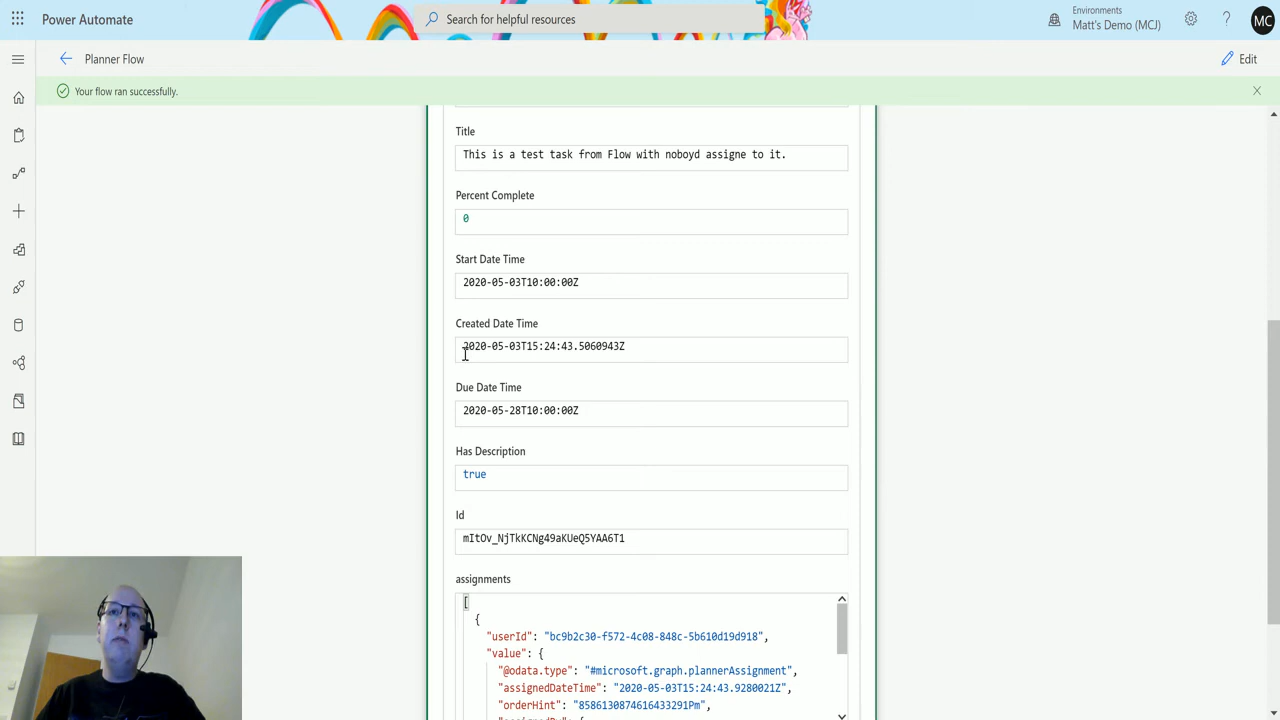 Power Automate
Search for helpful resources
Environments
Matt's Demo (MCJ)
?
MC
Planner Flow
Edit
Your flow ran successfully.
Title
This is a test task from Flow with noboyd assigne to it.
Percent Complete
0
Start Date Time
2020-05-03T10:00:00Z
Created Date Time
2020-05-03T15:24:43.5060943Z
Due Date Time
2020-05-28T10:00:00Z
Has Description
true
Id
mItOv_NjTkKCNg49aKUeQ5YAA6T1
assignments
[
{
"userId": "bc9b2c30-f572-4c08-848c-5b610d19d918",
"value": {
"@odata.type": "#microsoft.graph.plannerAssignment",
"assignedDateTime": "2020-05-03T15:24:43.9280021Z",
"orderHint": "8586130874616433291Pm",